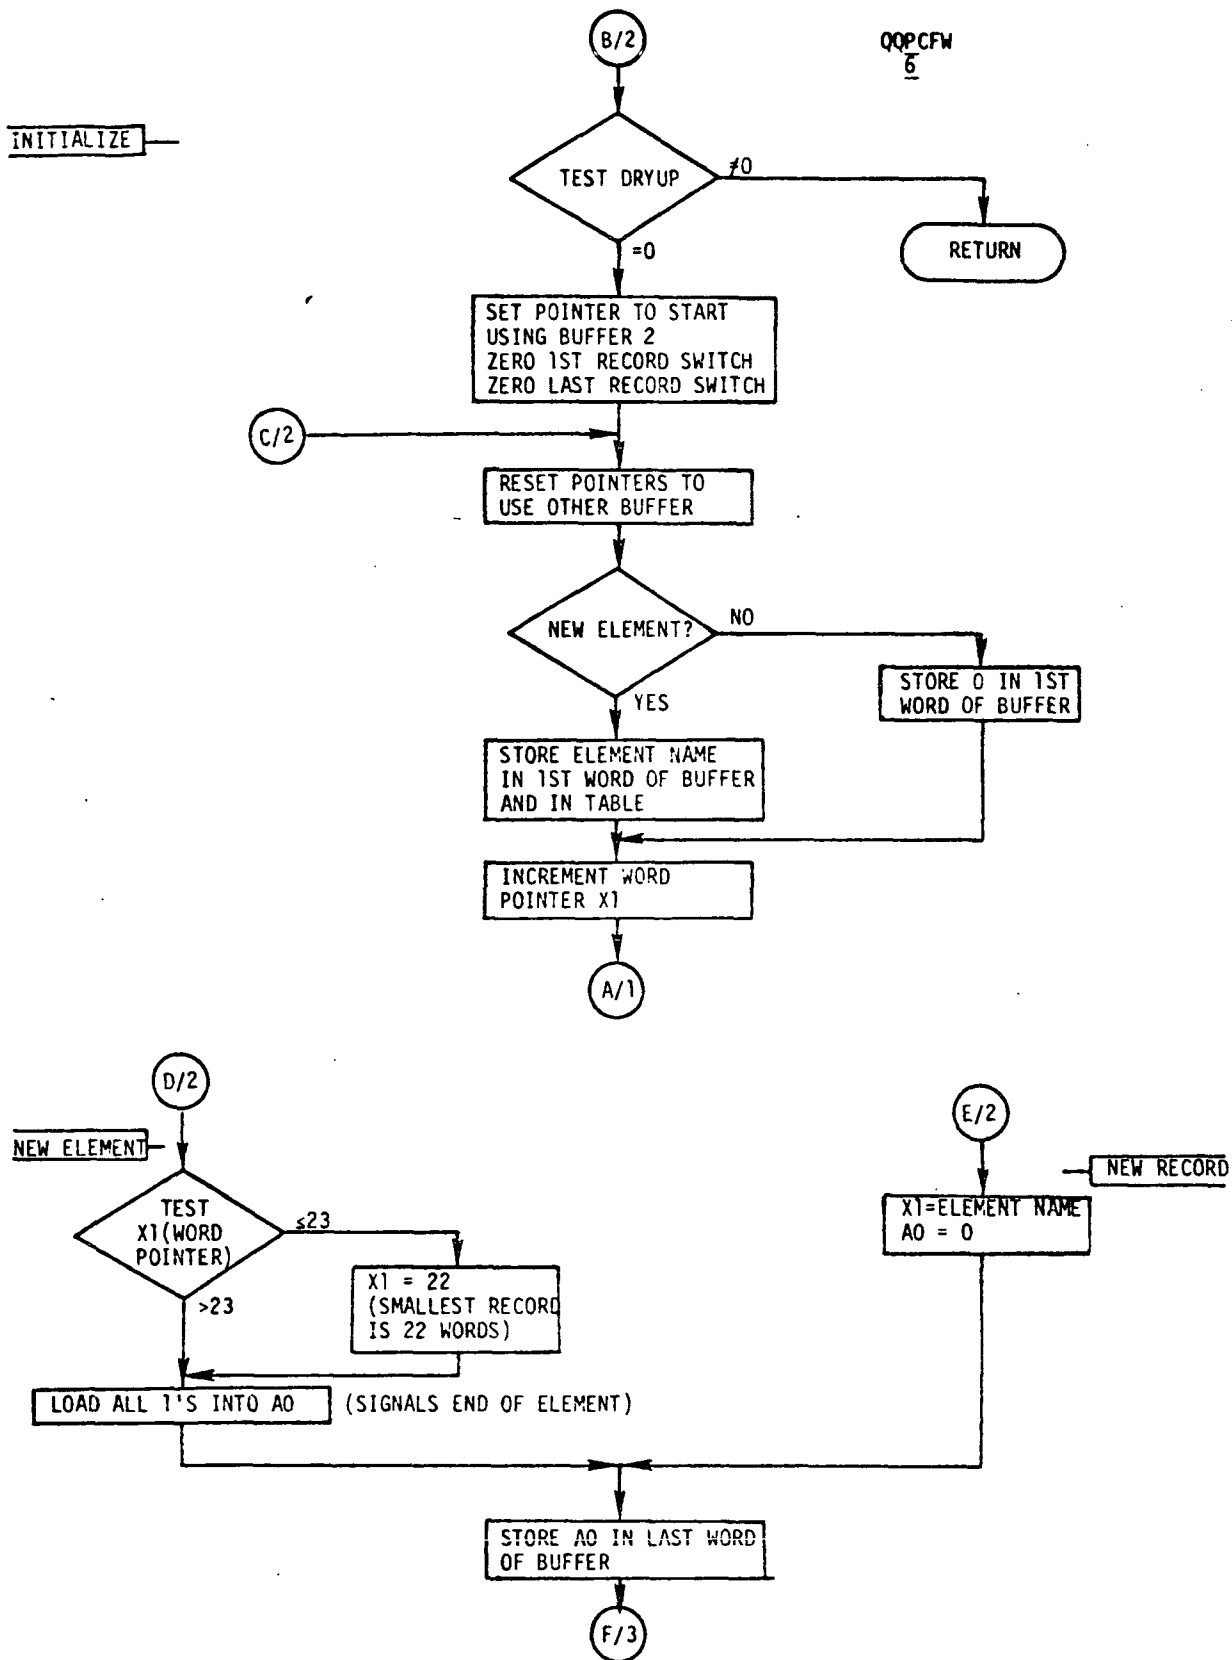 B/2
QQPCFW
6
INITIALIZE
TEST DRYUP
≠0
=0
RETURN
SET POINTER TO START
USING BUFFER 2
ZERO 1ST RECORD SWITCH
ZERO LAST RECORD SWITCH
C/2
RESET POINTERS TO
USE OTHER BUFFER
NEW ELEMENT?
NO
YES
STORE 0 IN 1ST
WORD OF BUFFER
STORE ELEMENT NAME
IN 1ST WORD OF BUFFER
AND IN TABLE
INCREMENT WORD
POINTER X1
A/1
D/2
NEW ELEMENT
TEST
X1(WORD
POINTER)
≤23
>23
X1 = 22
(SMALLEST RECORD
IS 22 WORDS)
LOAD ALL 1'S INTO A0
(SIGNALS END OF ELEMENT)
E/2
NEW RECORD
X1=ELEMENT NAME
A0 = 0
STORE A0 IN LAST WORD
OF BUFFER
F/3